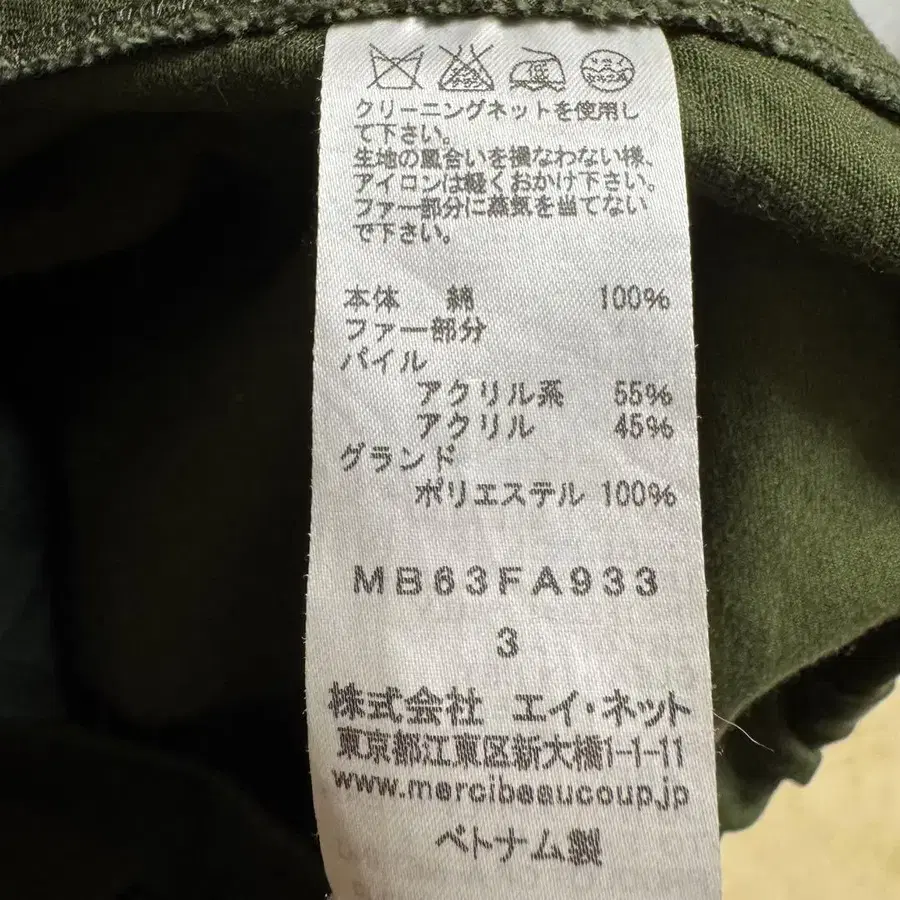 クリーニングネットを使用し
て下さい。
生地の風合いを損なわない様、
アイロンは軽くおかけ下さい。
ファー部分に蒸気を当てない
で下さい。
本体 綿 100%
ファー部分
パイル
アクリル系 55%
アクリル 45%
グランド
ポリエステル 100%
MB63FA933
3
株式会社 エイ・ネット
東京都江東区新大橋1-1-11
www.mercibeaucoup.jp
ベトナム製